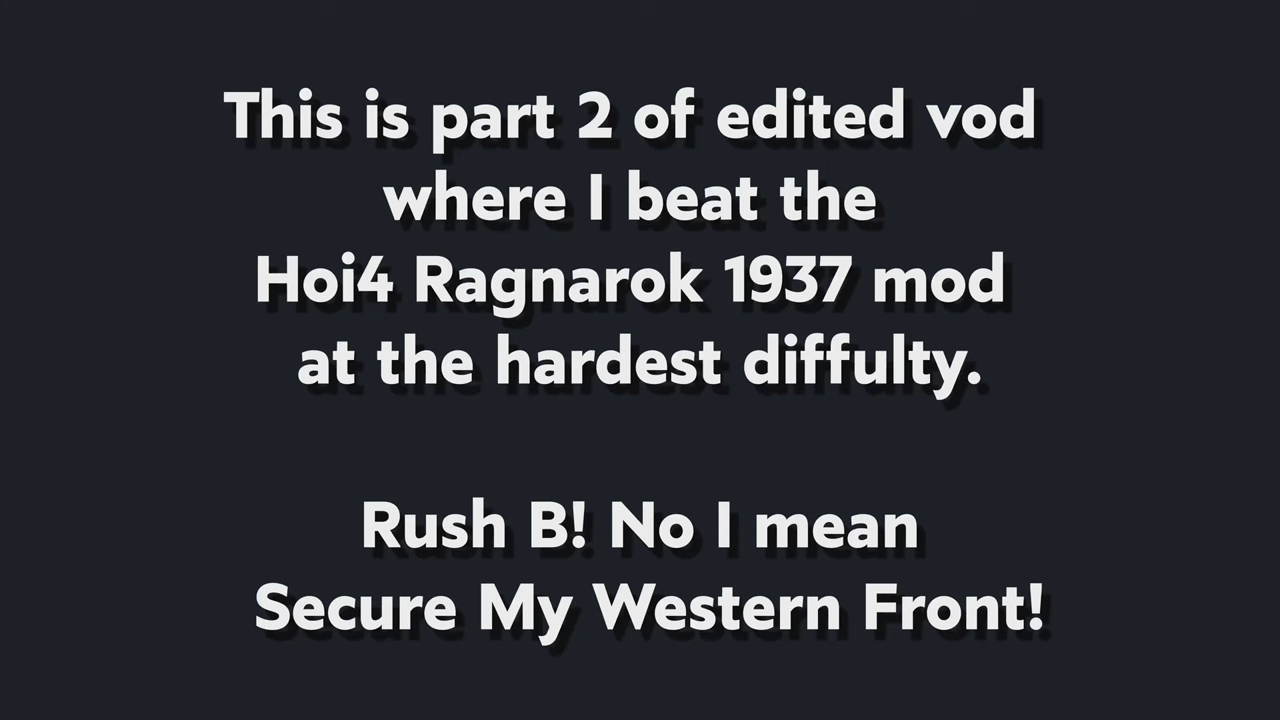 This is part 2 of edited vod
where I beat the
Hoi4 Ragnarok 1937 mod
at the hardest diffulty.
Rush B! No I mean
Secure My Western Front!